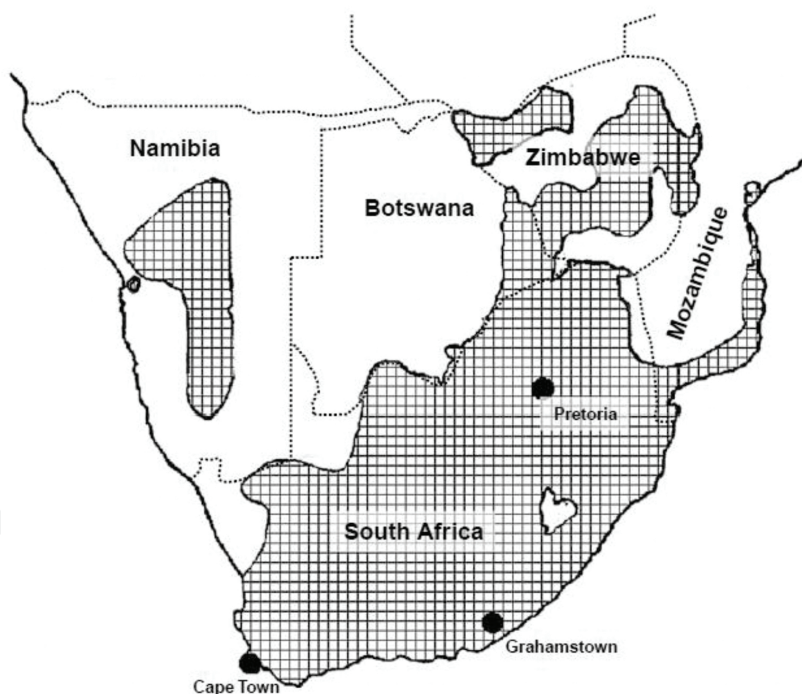 Namibia
Zimbabwe
Botswana
Mozambique
Pretoria
South Africa
Grahamstown
Cape Town